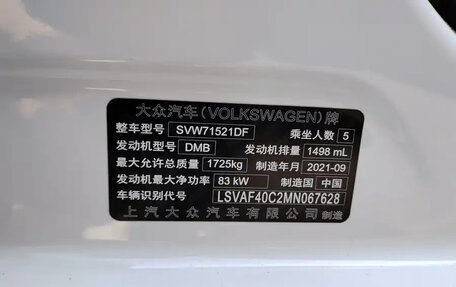 大众汽车(VOLKSWAGEN)牌
整车型号 SVW71521DF 乘坐人数 5
发动机型号 DMB 发动机排量 1498 mL
最大允许总质量 1725kg 制造年月 2021-09
发动机最大净功率 83 kW 制造国 中国
车辆识别代号 LSVAF40C2MN067628
上汽大众汽车有限公司 制造